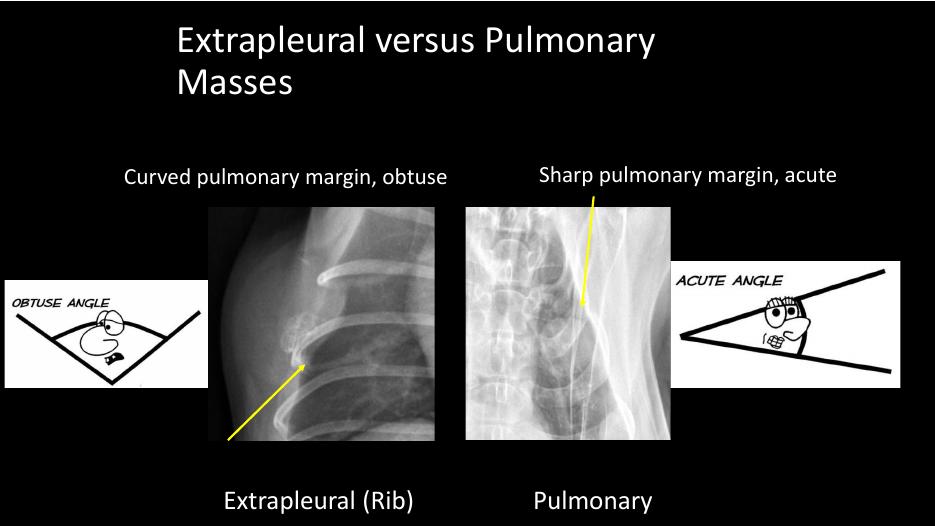 Extrapleural versus Pulmonary
Masses
Curved pulmonary margin, obtuse
Sharp pulmonary margin, acute
OBTUSE ANGLE
ACUTE ANGLE
Extrapleural (Rib)
Pulmonary